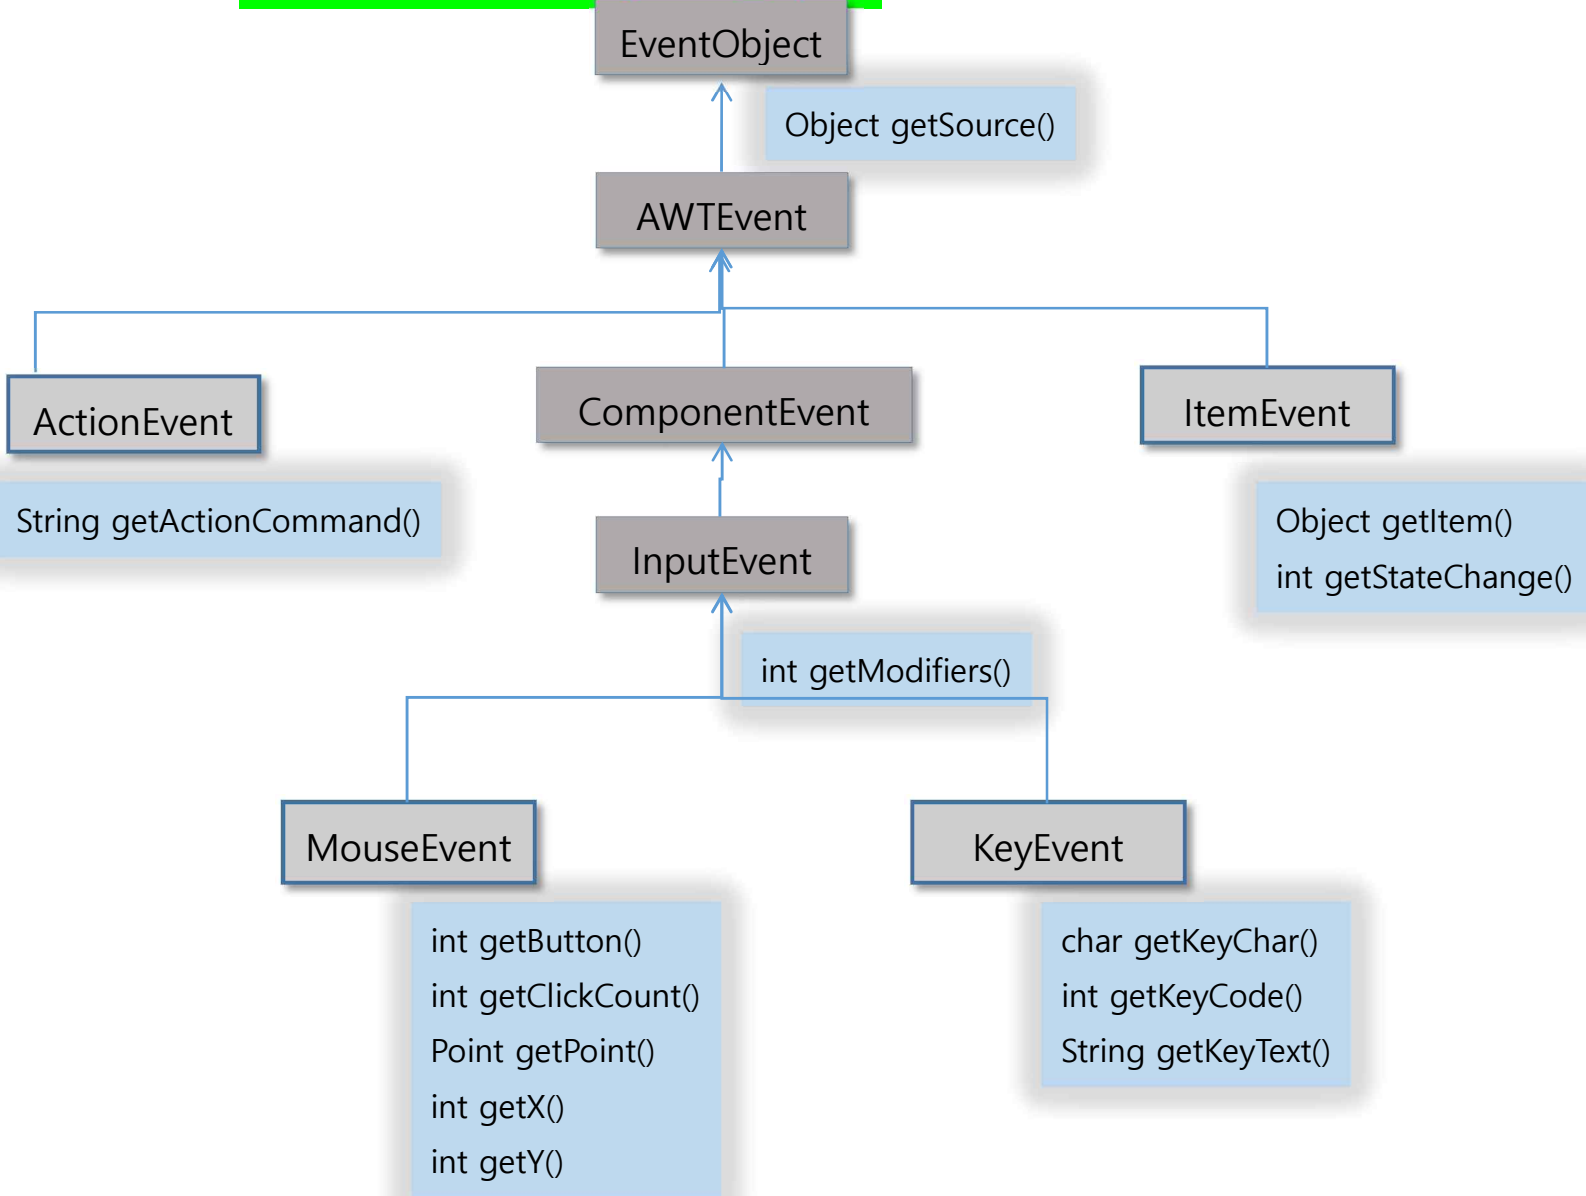 EventObject
Object getSource()
AWTEvent
ActionEvent
ComponentEvent
ItemEvent
String getActionCommand()
Object getItem()
int getStateChange()
InputEvent
int getModifiers()
MouseEvent
KeyEvent
int getButton()
int getClickCount()
Point getPoint()
int getX()
int getY()
char getKeyChar()
int getKeyCode()
String getKeyText()